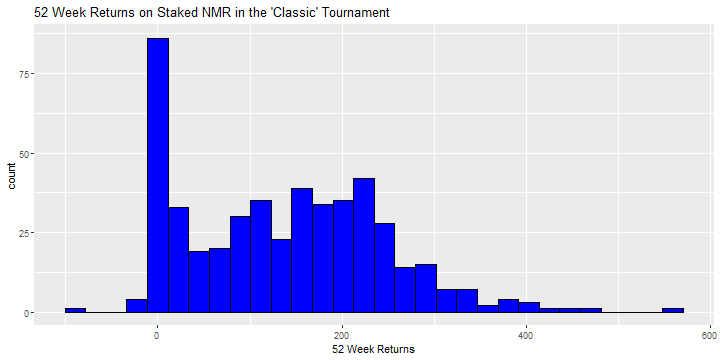 52 Week Returns on Staked NMR in the 'Classic' Tournament
75
50
25
0
count
0 200 400 600
52 Week Returns